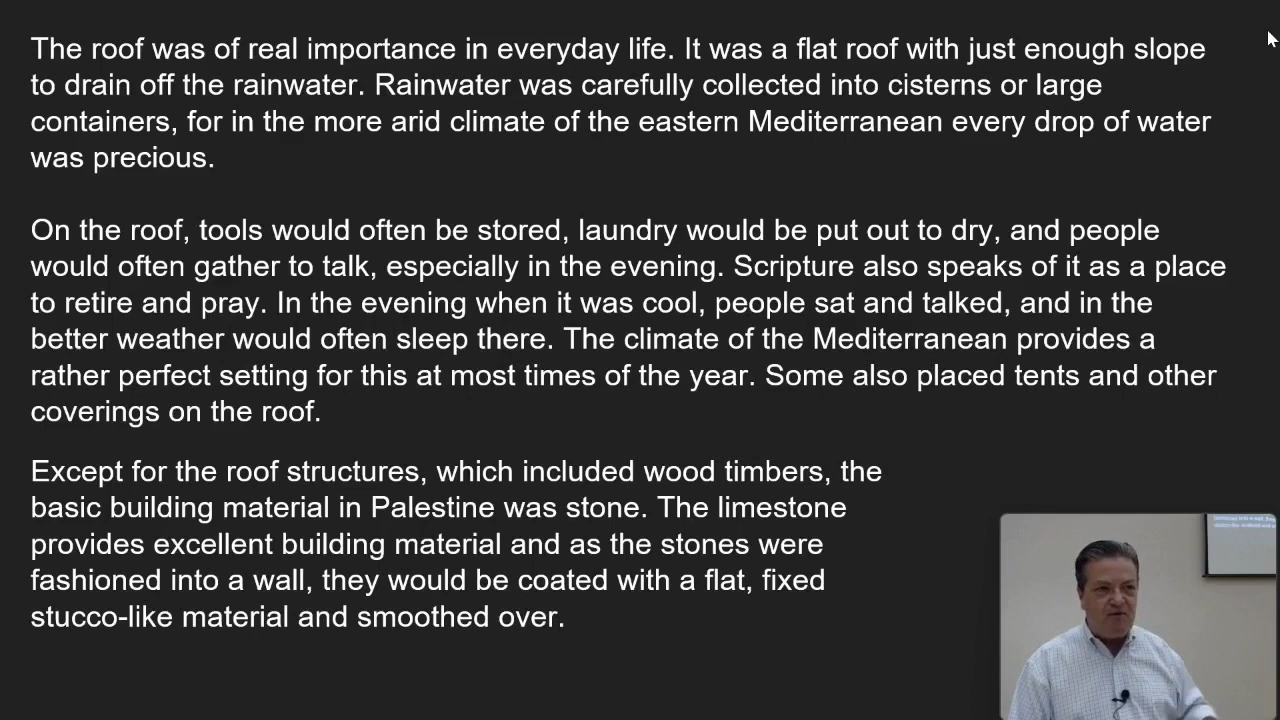 The roof was of real importance in everyday life. It was a flat roof with just enough slope
to drain off the rainwater. Rainwater was carefully collected into cisterns or large
containers, for in the more arid climate of the eastern Mediterranean every drop of water
was precious.
On the roof, tools would often be stored, laundry would be put out to dry, and people
would often gather to talk, especially in the evening. Scripture also speaks of it as a place
to retire and pray. In the evening when it was cool, people sat and talked, and in the
better weather would often sleep there. The climate of the Mediterranean provides a
rather perfect setting for this at most times of the year. Some also placed tents and other
coverings on the roof.
Except for the roof structures, which included wood timbers, the
basic building material in Palestine was stone. The limestone
provides excellent building material and as the stones were
fashioned into a wall, they would be coated with a flat, fixed
stucco-like material and smoothed over.